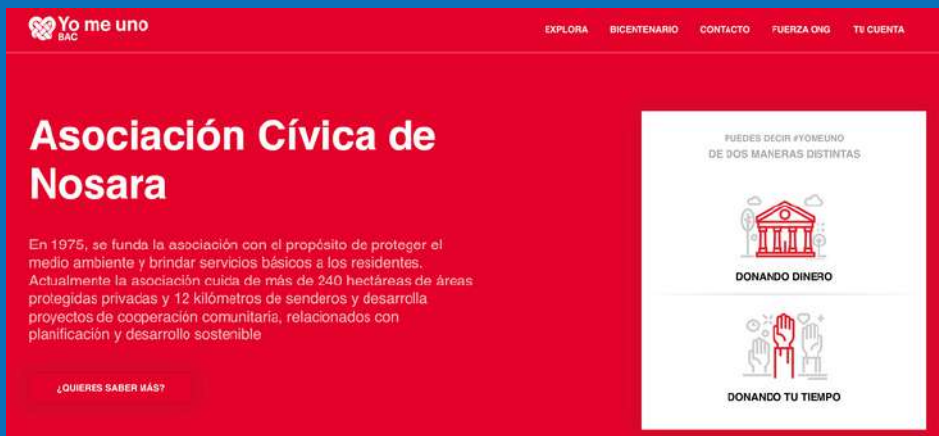 Yo me uno
BAC
EXPLORA BICENTENARIO CONTACTO FUERZA ONG TU CUENTA
Asociación Cívica de
Nosara
En 1975, se funda la asociación con el propósito de proteger el
medio ambiente y brindar servicios básicos a los residentes.
Actualmente la asociación cuida de más de 240 hectáreas de áreas
protegidas privadas y 12 kilómetros de senderos y desarrolla
proyectos de cooperación comunitaria, relacionados con
planificación y desarrollo sostenible
¿QUIERES SABER MÁS?
PUEDES DECIR #YOMEUNO
DE DOS MANERAS DISTINTAS
DONANDO DINERO
DONANDO TU TIEMPO